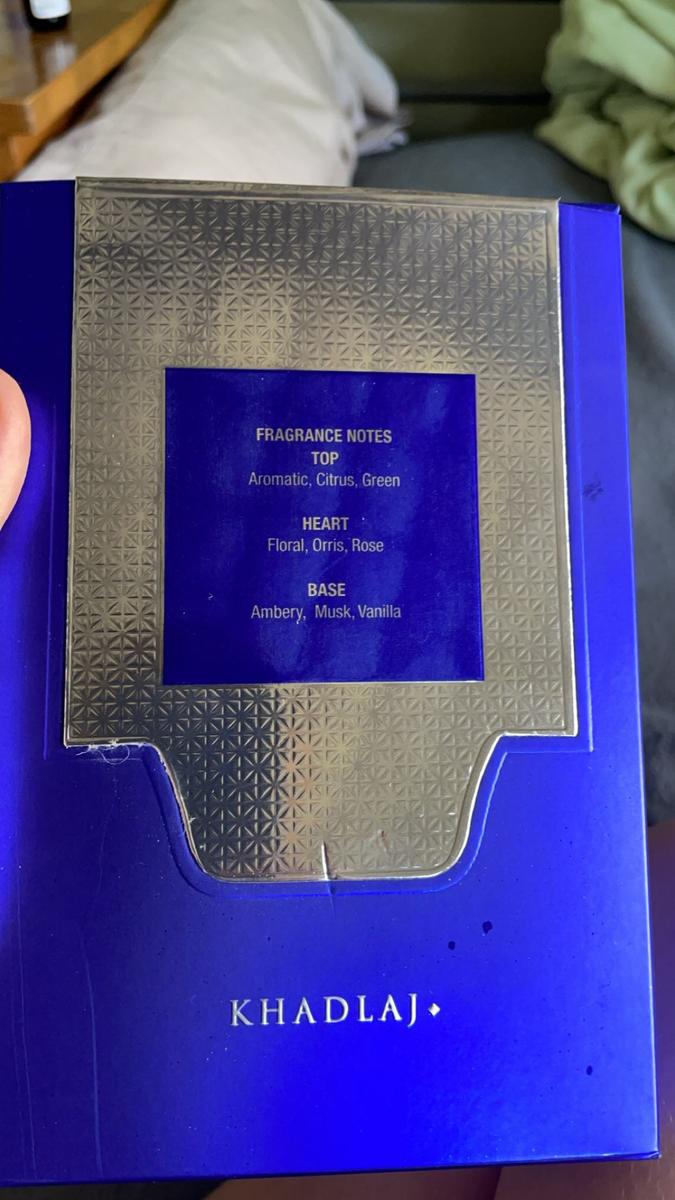 FRAGRANCE NOTES
TOP
Aromatic, Citrus, Green
HEART
Floral, Orris, Rose
BASE
Ambery, Musk, Vanilla
KHADLAJ